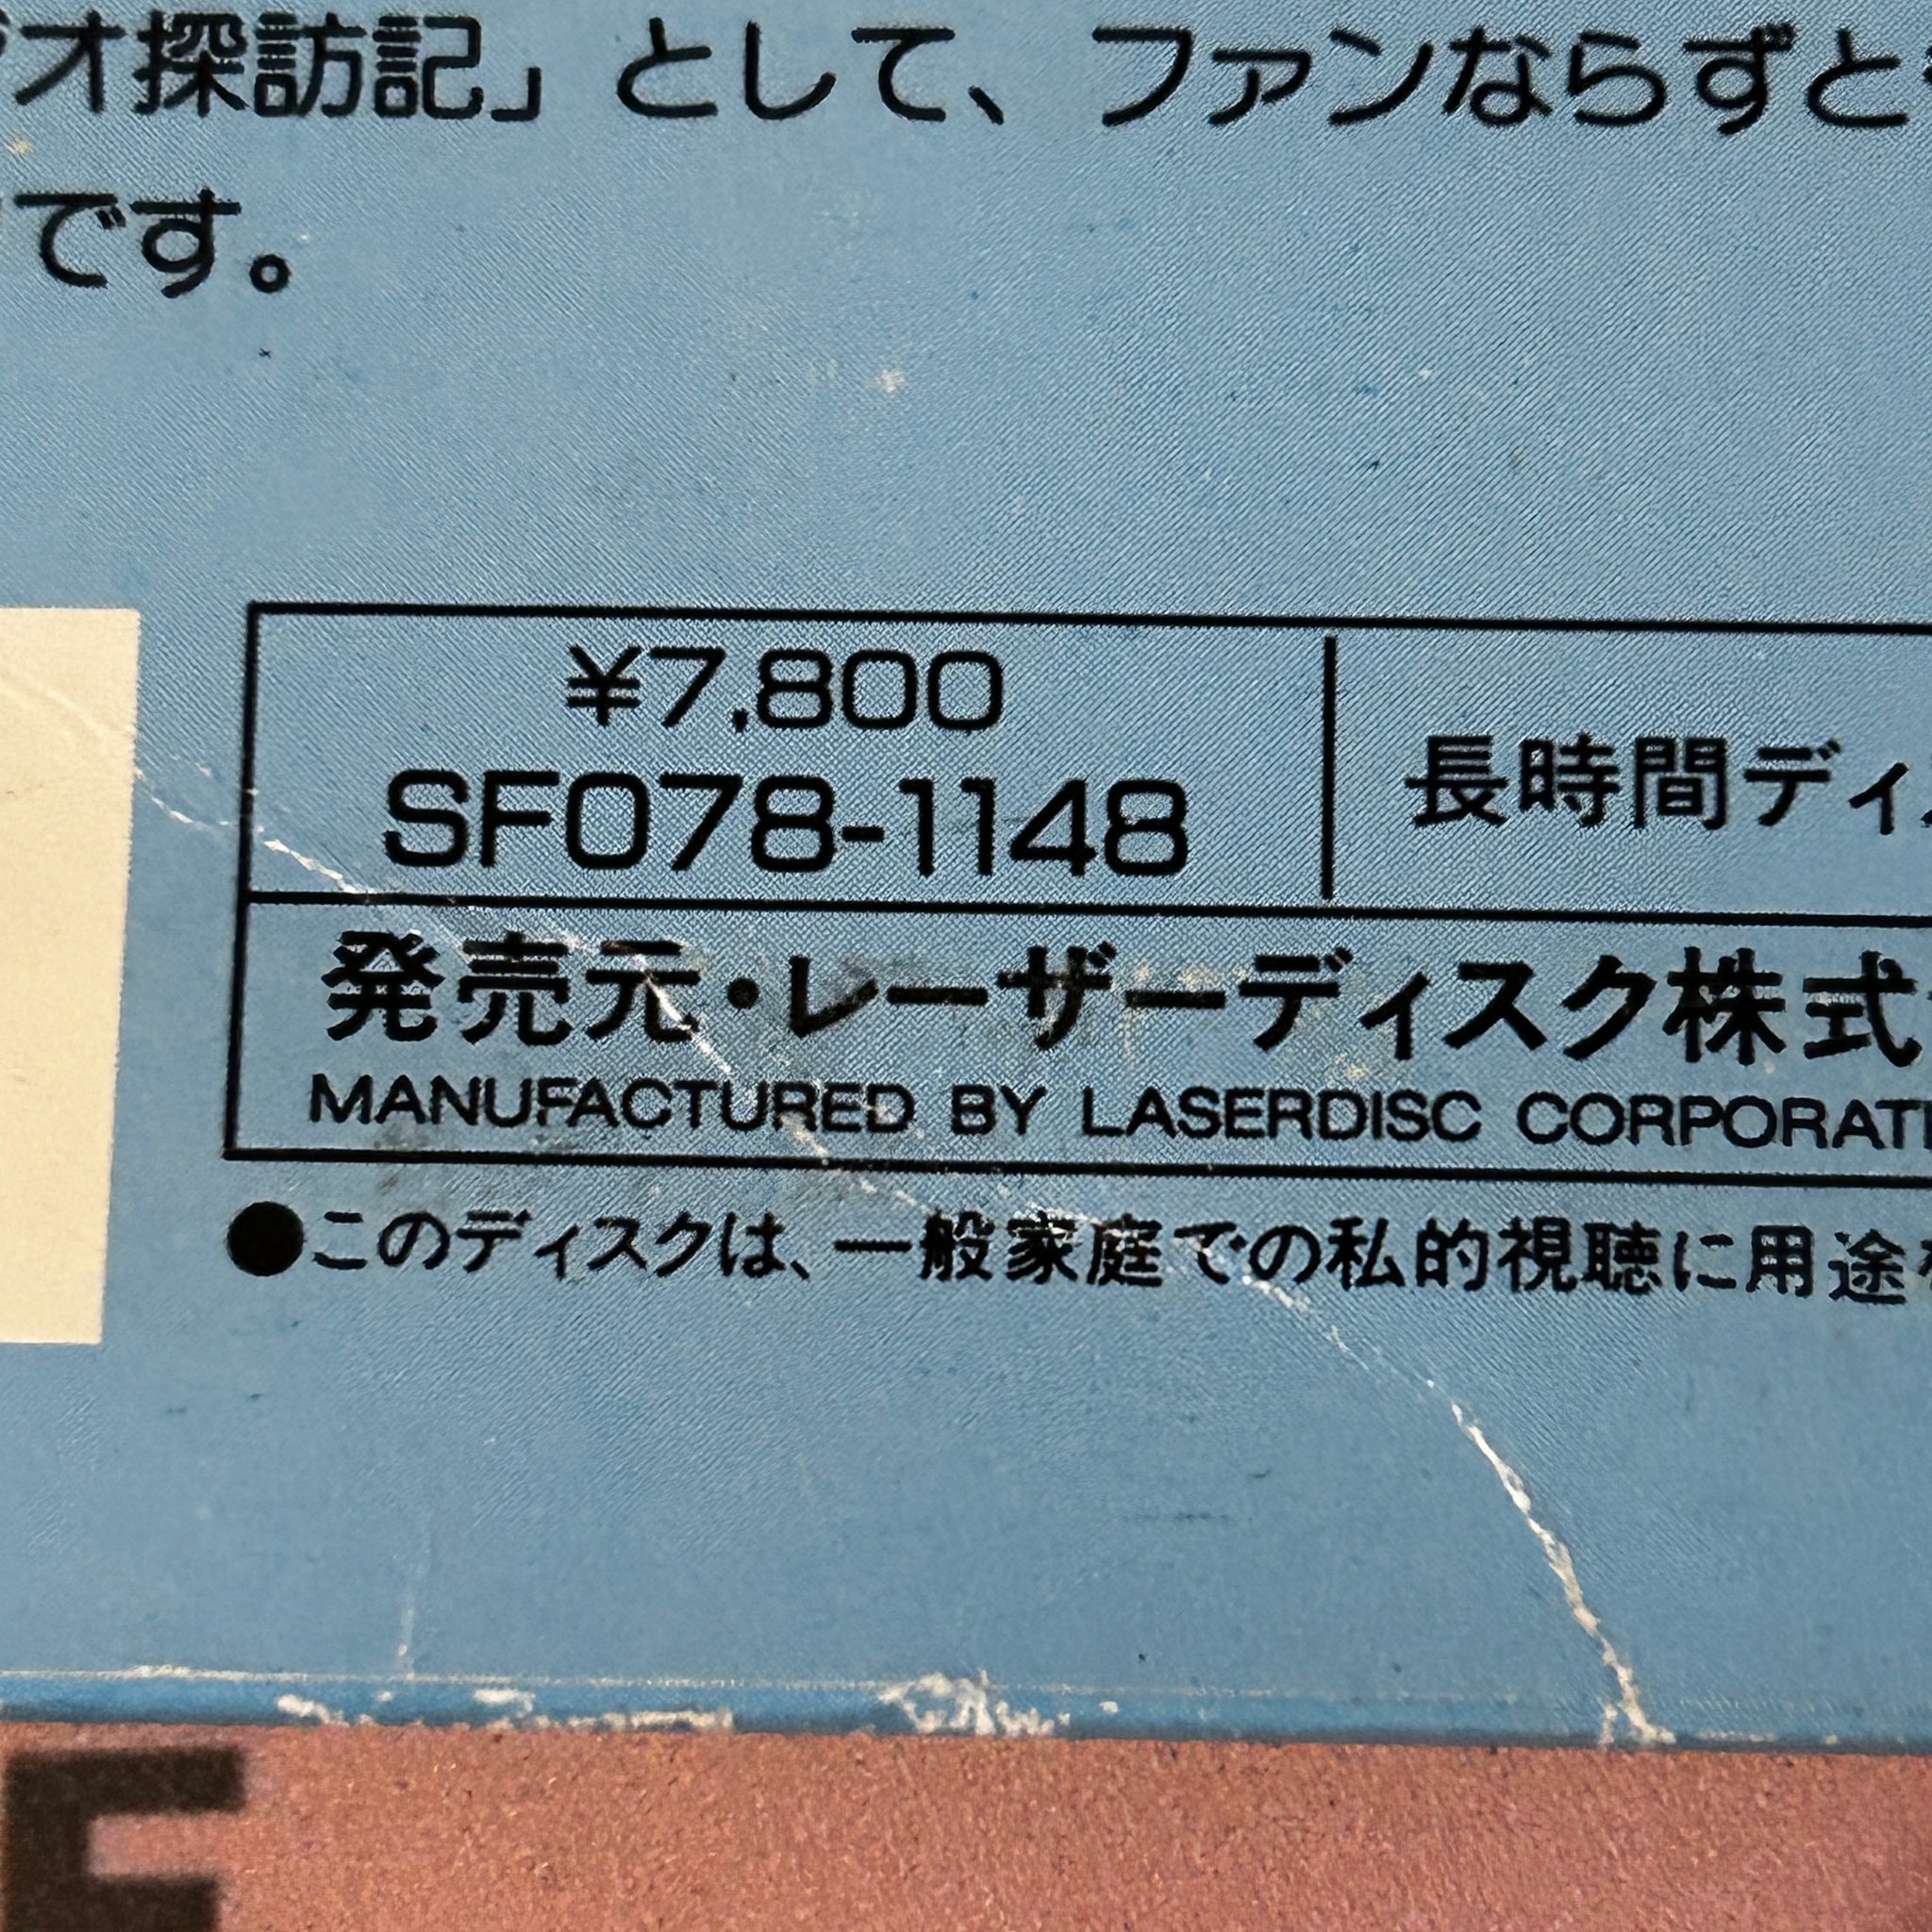 オ探訪記」として、ファンならずと
です。
¥7,800
SF078-1148
長時間ディ
発売元・レーザーディスク株式
MANUFACTURED BY LASERDISC CORPORATI
●このディスクは、一般家庭での私的視聴に用途
E